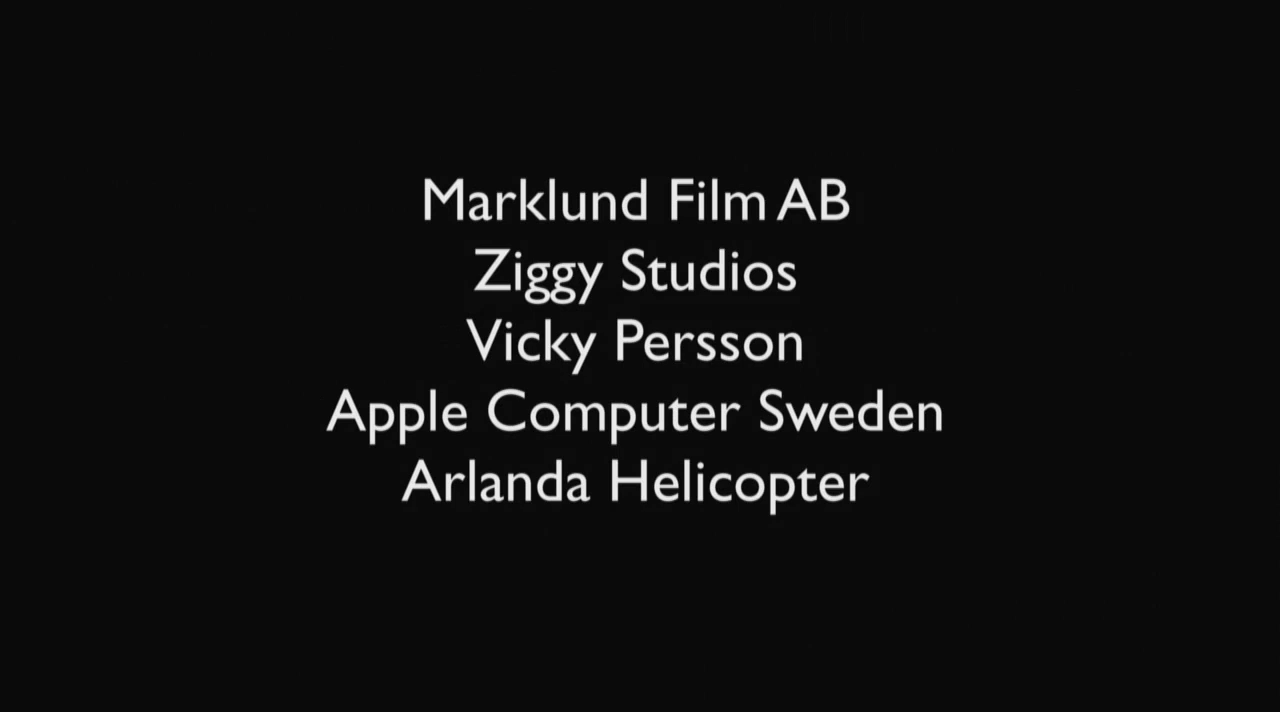 Marklund Film AB
Ziggy Studios
Vicky Persson
Apple Computer Sweden
Arlanda Helicopter